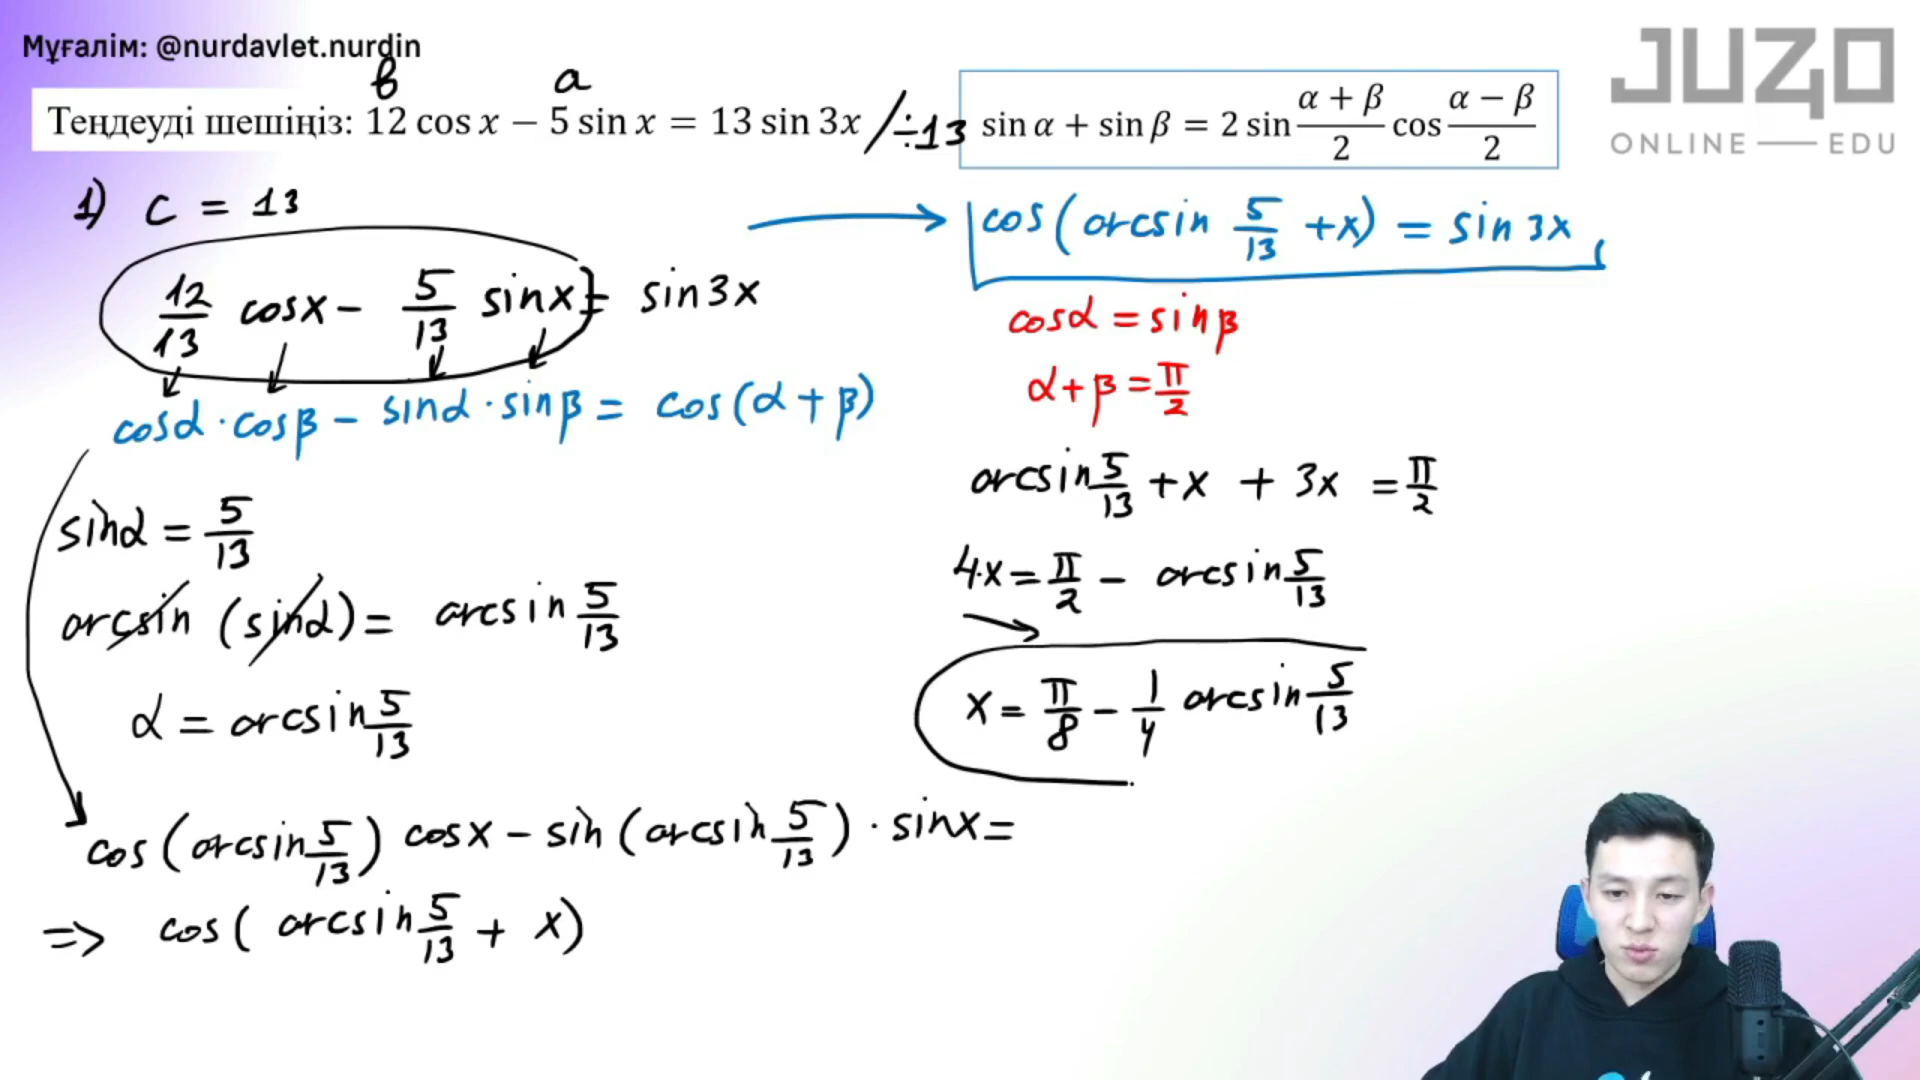 Мұғалім: @nurdavlet.nurdin
JUZO
ONLINE — EDU
в a
Теңдеуді шешіңіз: 12 cos x − 5 sin x = 13 sin 3x /÷13
sin α + sin β = 2 sin (α + β)/2 cos (α − β)/2
1) c = 13
12/13 cosx − 5/13 sinx = sin3x
cosα · cosβ − sinα · sinβ = cos(α + β)
sinα = 5/13
arcsin (sinα) = arcsin 5/13
α = arcsin 5/13
cos (arcsin 5/13) cosx − sin (arcsin 5/13) · sinx =
=> cos( arcsin 5/13 + x)
cos(arcsin 5/13 + x) = sin 3x
cosα = sinβ
α + β = π/2
arcsin 5/13 + x + 3x = π/2
4·x = π/2 − arcsin 5/13
x = π/8 − 1/4 arcsin 5/13